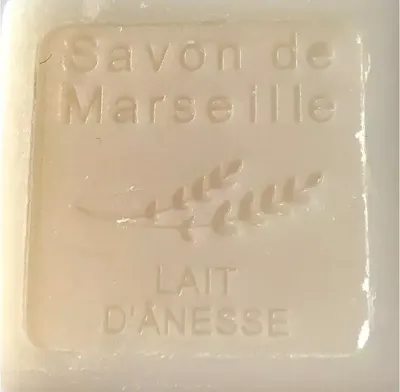 Savon de
Marseille
LAIT
D'ÂNESSE